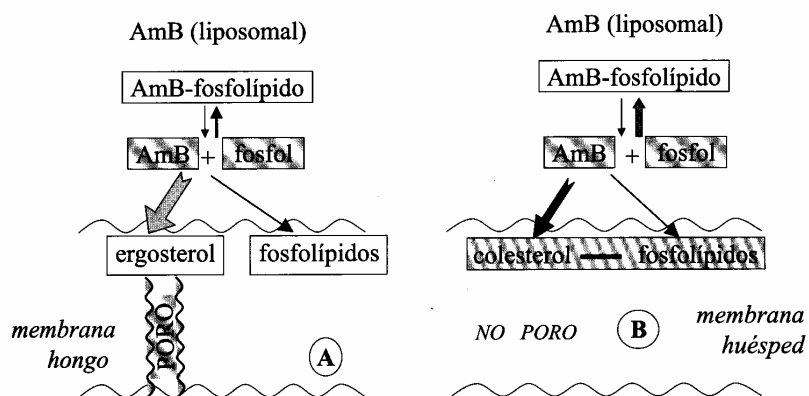 AmB (liposomal)
AmB-fosfolípido
AmB + fosfol
ergosterol fosfolípidos
PORO
membrana
hongo
A
AmB (liposomal)
AmB-fosfolípido
AmB + fosfol
colesterol fosfolípidos
NO PORO
B
membrana
huésped